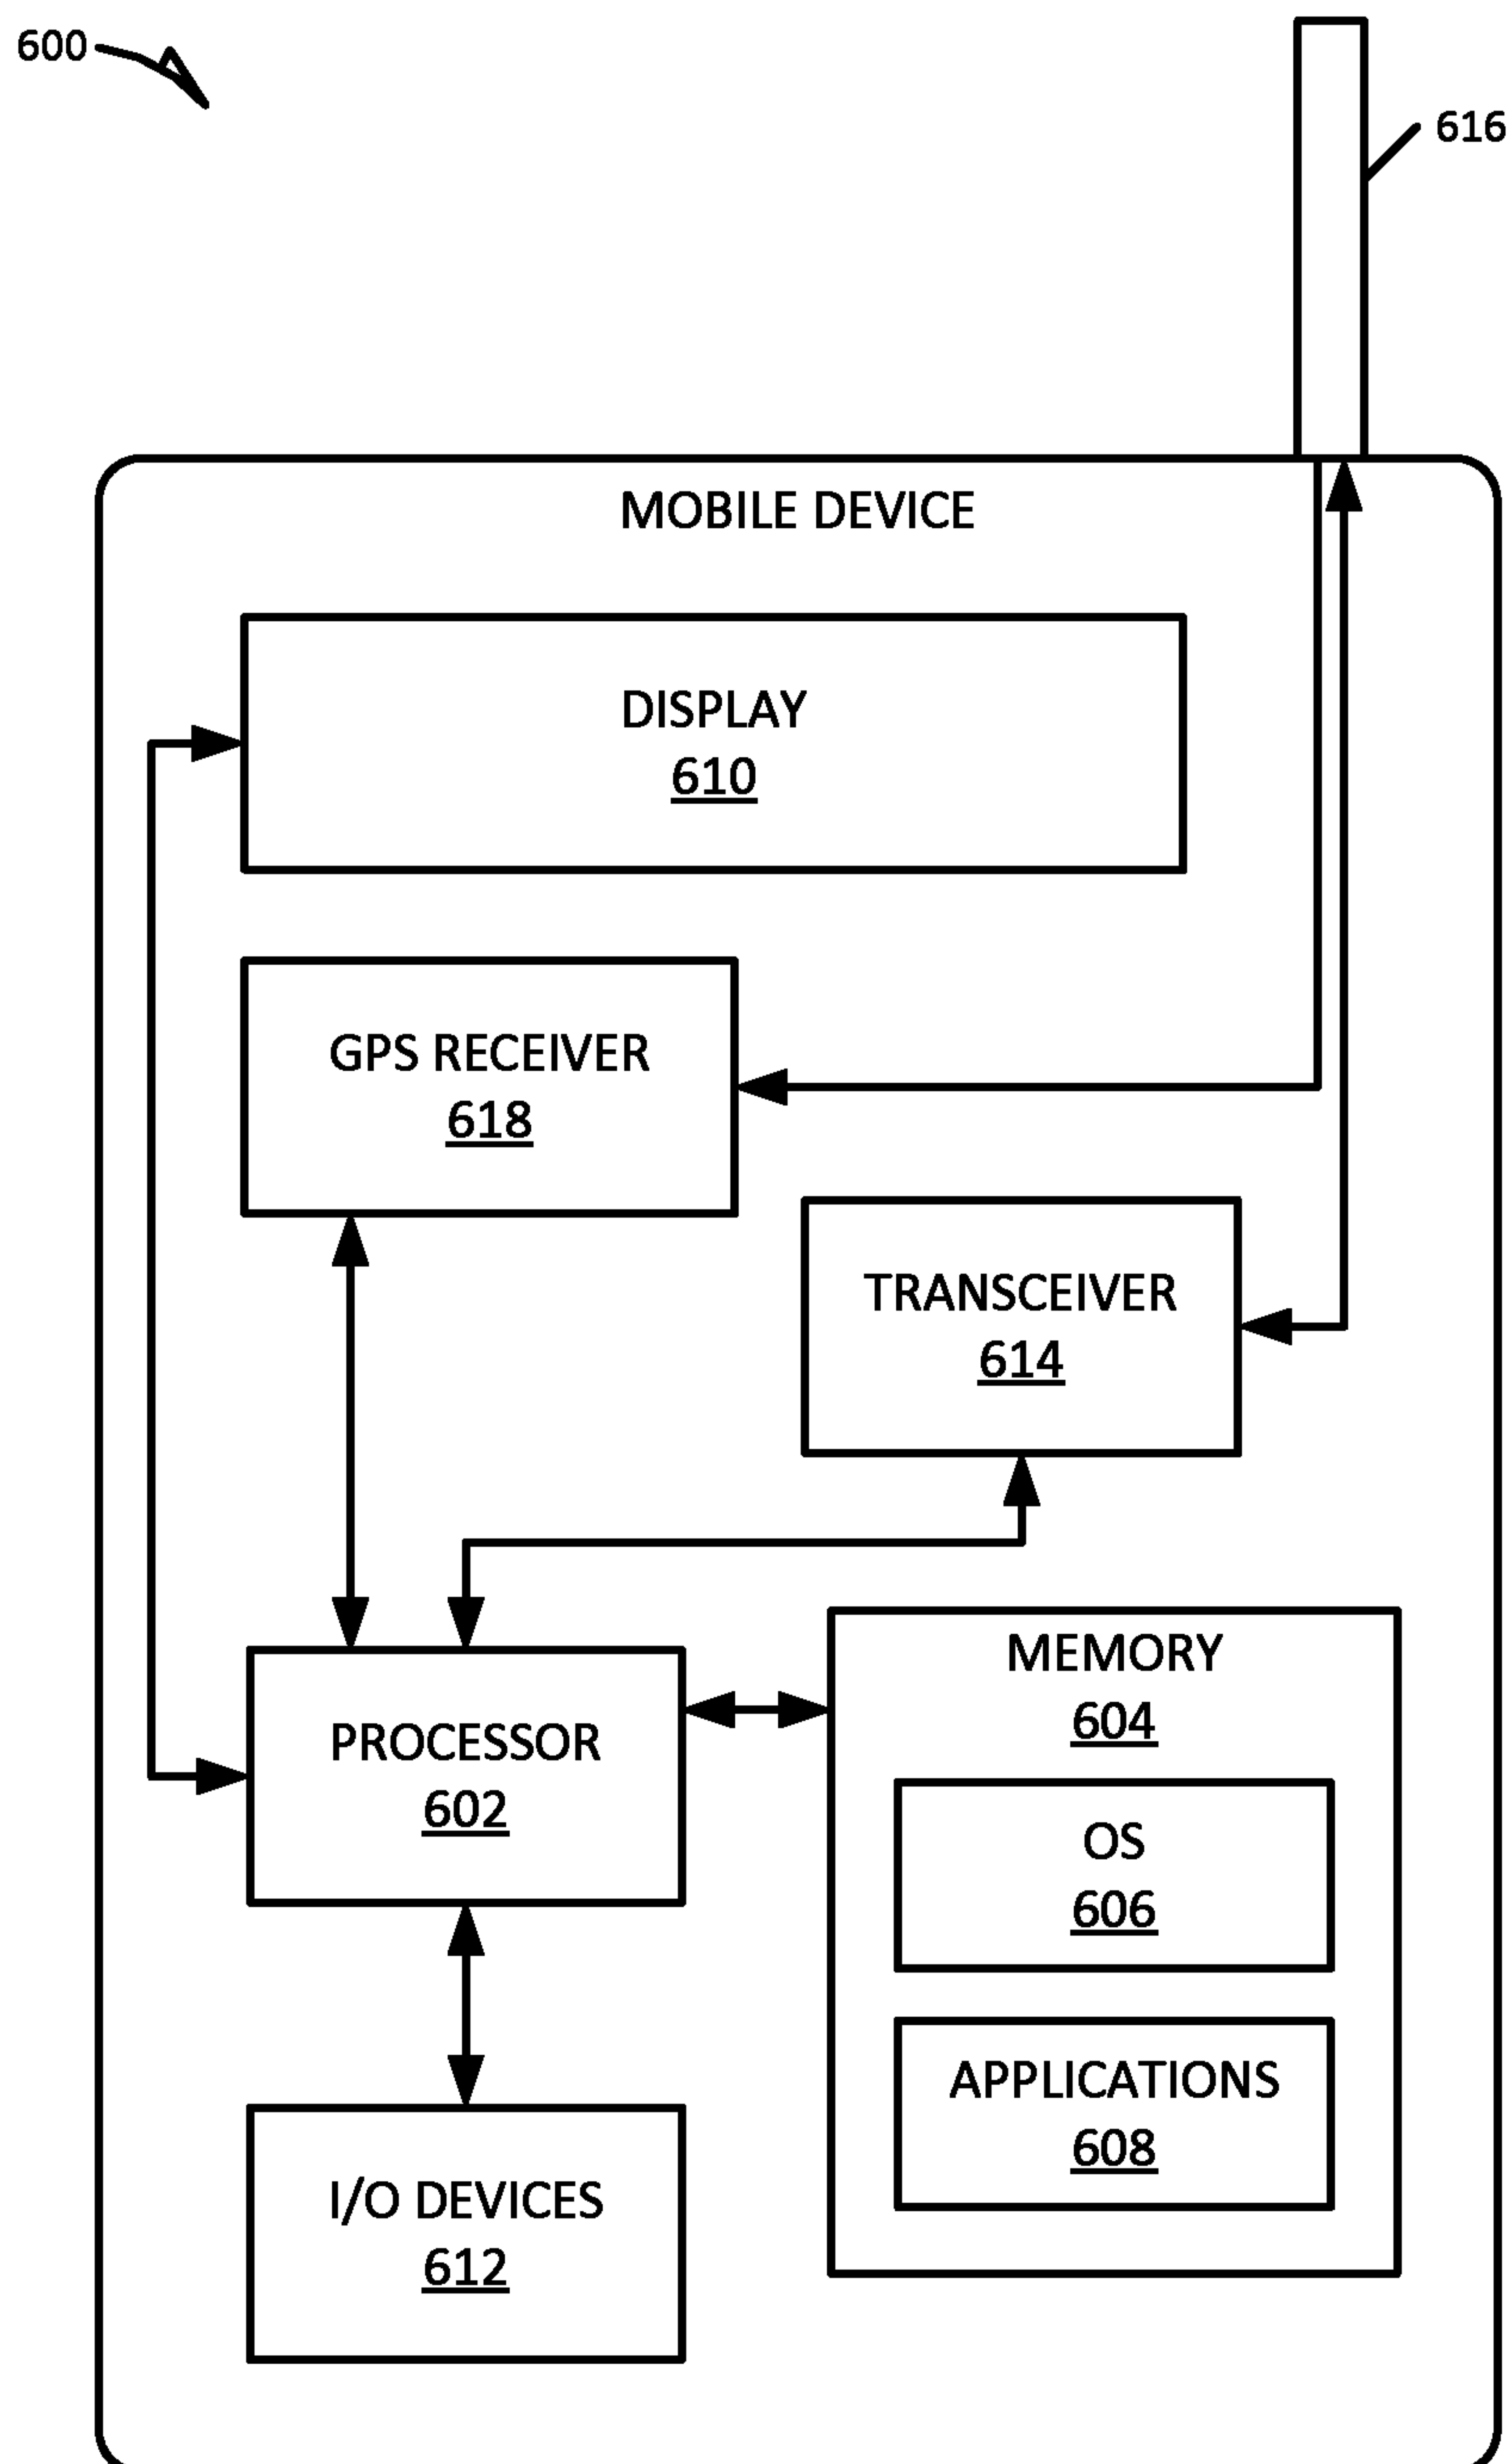 600
616
MOBILE DEVICE
DISPLAY
610
GPS RECEIVER
618
TRANSCEIVER
614
PROCESSOR
602
MEMORY
604
OS
606
APPLICATIONS
608
I/O DEVICES
612